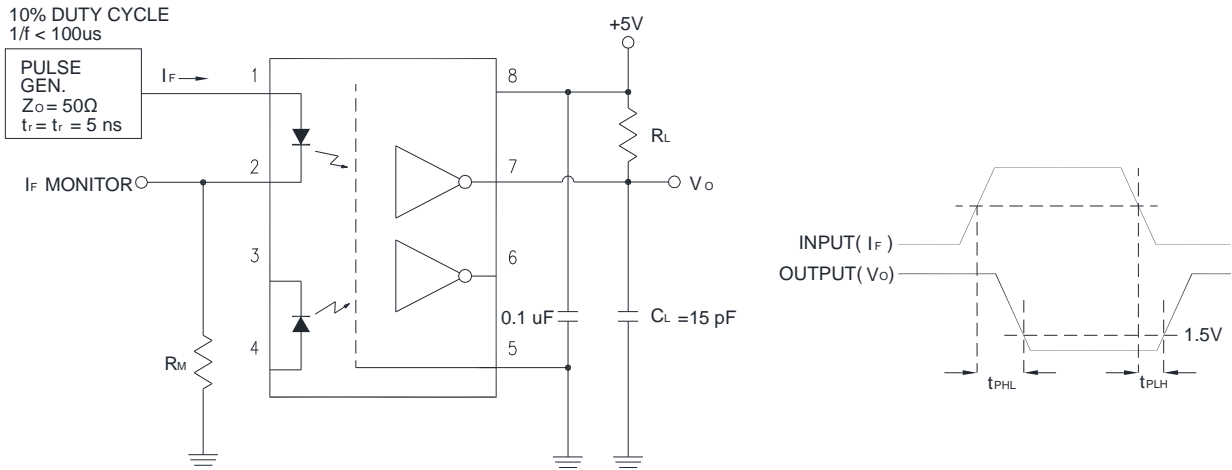 10% DUTY CYCLE
1/f < 100us
PULSE
GEN.
Zo = 50Ω
tr = tr = 5 ns
IF
1
2
3
4
IF MONITOR
RM
8
7
6
5
+5V
RL
Vo
0.1 uF
CL =15 pF
INPUT( IF )
OUTPUT( Vo)
1.5V
tPHL
tPLH